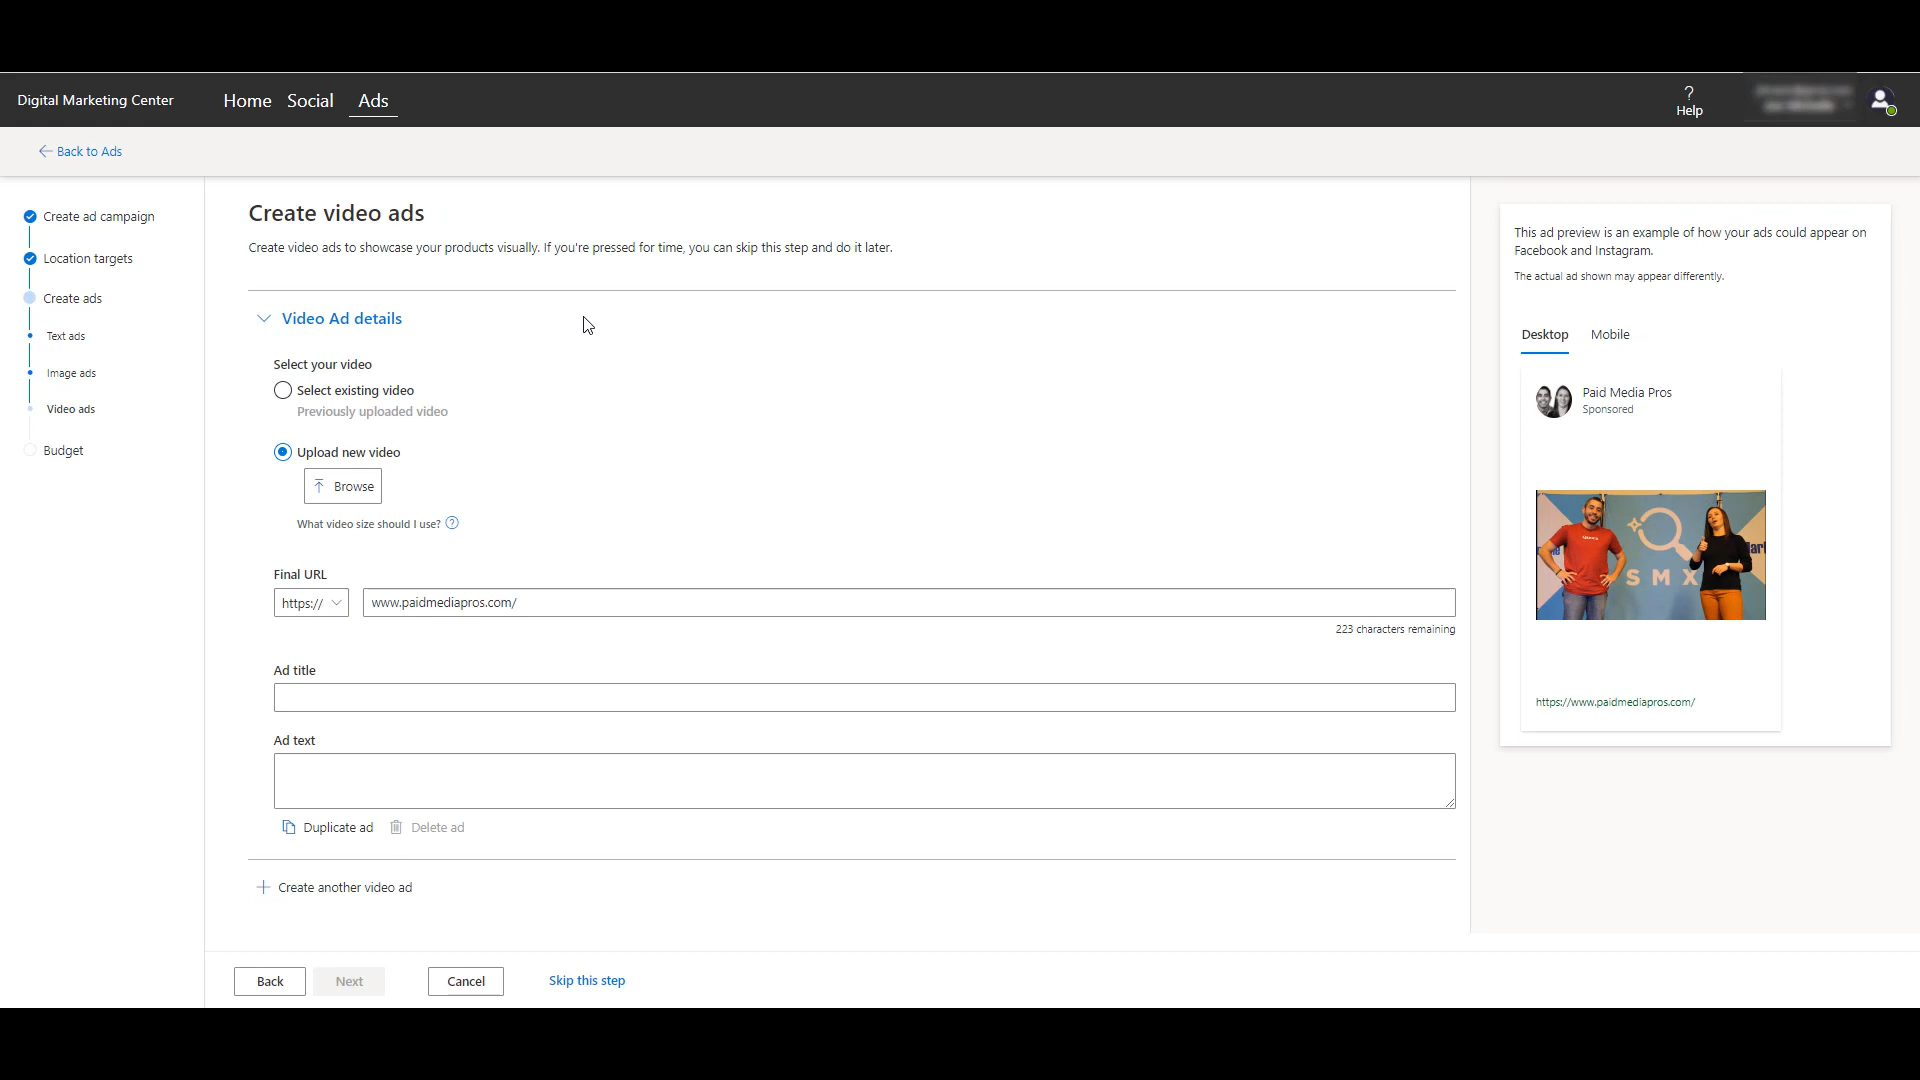 Digital Marketing Center
Home Social Ads
?
Help
Back to Ads
Create ad campaign
Location targets
Create ads
Text ads
Image ads
Video ads
Budget
Create video ads
Create video ads to showcase your products visually. If you're pressed for time, you can skip this step and do it later.
Video Ad details
Select your video
Select existing video
Previously uploaded video
Upload new video
Browse
What video size should I use? ?
Final URL
https:// www.paidmediapros.com/
223 characters remaining
Ad title
Ad text
Duplicate ad Delete ad
Create another video ad
Back Next Cancel Skip this step
This ad preview is an example of how your ads could appear on
Facebook and Instagram.
The actual ad shown may appear differently.
Desktop Mobile
Paid Media Pros
Sponsored
SMX
https://www.paidmediapros.com/